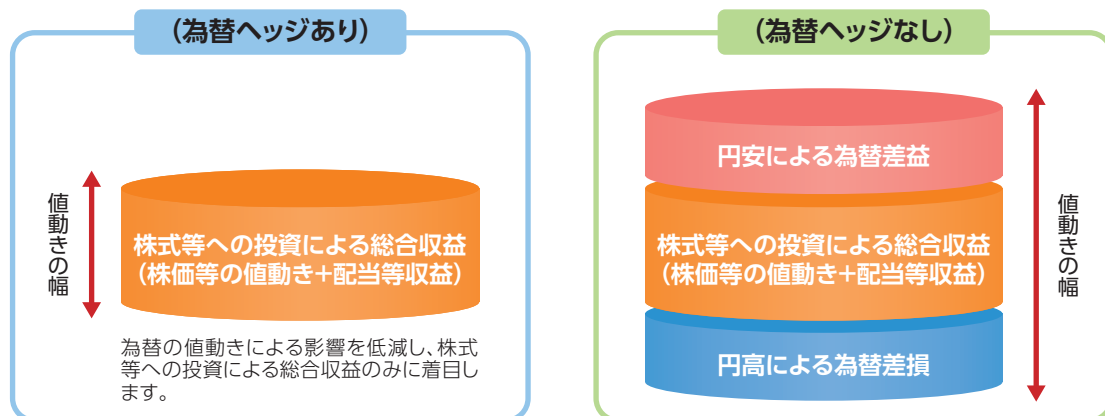 (為替ヘッジあり)
値動きの幅
株式等への投資による総合収益
(株価等の値動き+配当等収益)
為替の値動きによる影響を低減し、株式
等への投資による総合収益のみに着目し
ます。
(為替ヘッジなし)
円安による為替差益
株式等への投資による総合収益
(株価等の値動き+配当等収益)
円高による為替差損
値動きの幅